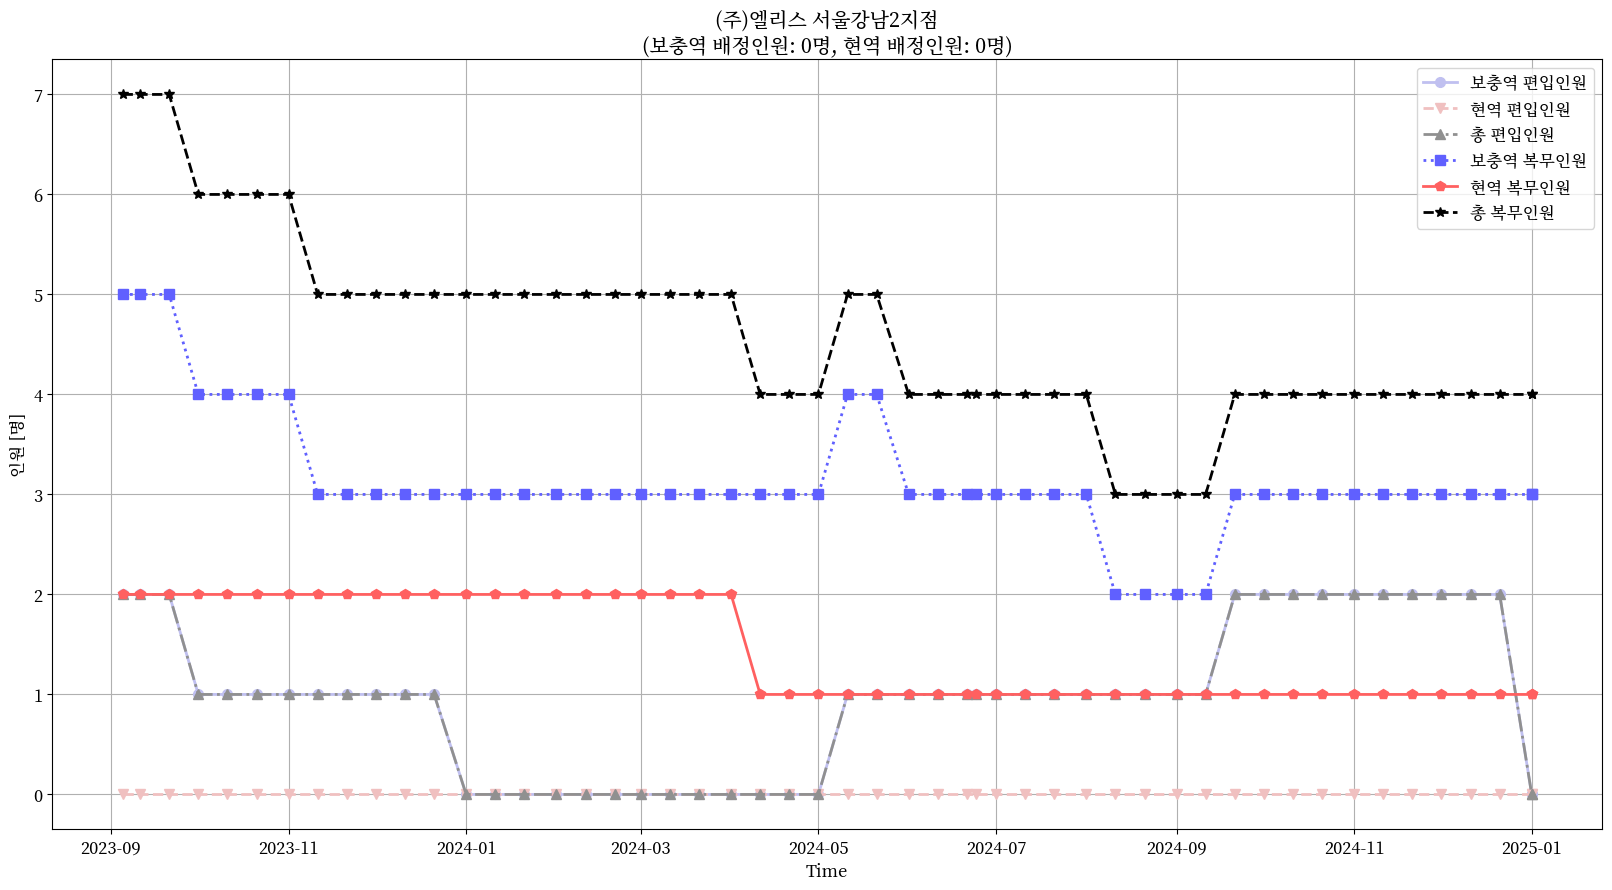 (주)엘리스 서울강남2지점
(보충역 배정인원: 0명, 현역 배정인원: 0명)
보충역 편입인원
현역 편입인원
총 편입인원
보충역 복무인원
현역 복무인원
총 복무인원
인원 [명]
7
6
5
4
3
2
1
0
2023-09
2023-11
2024-01
2024-03
2024-05
2024-07
2024-09
2024-11
2025-01
Time